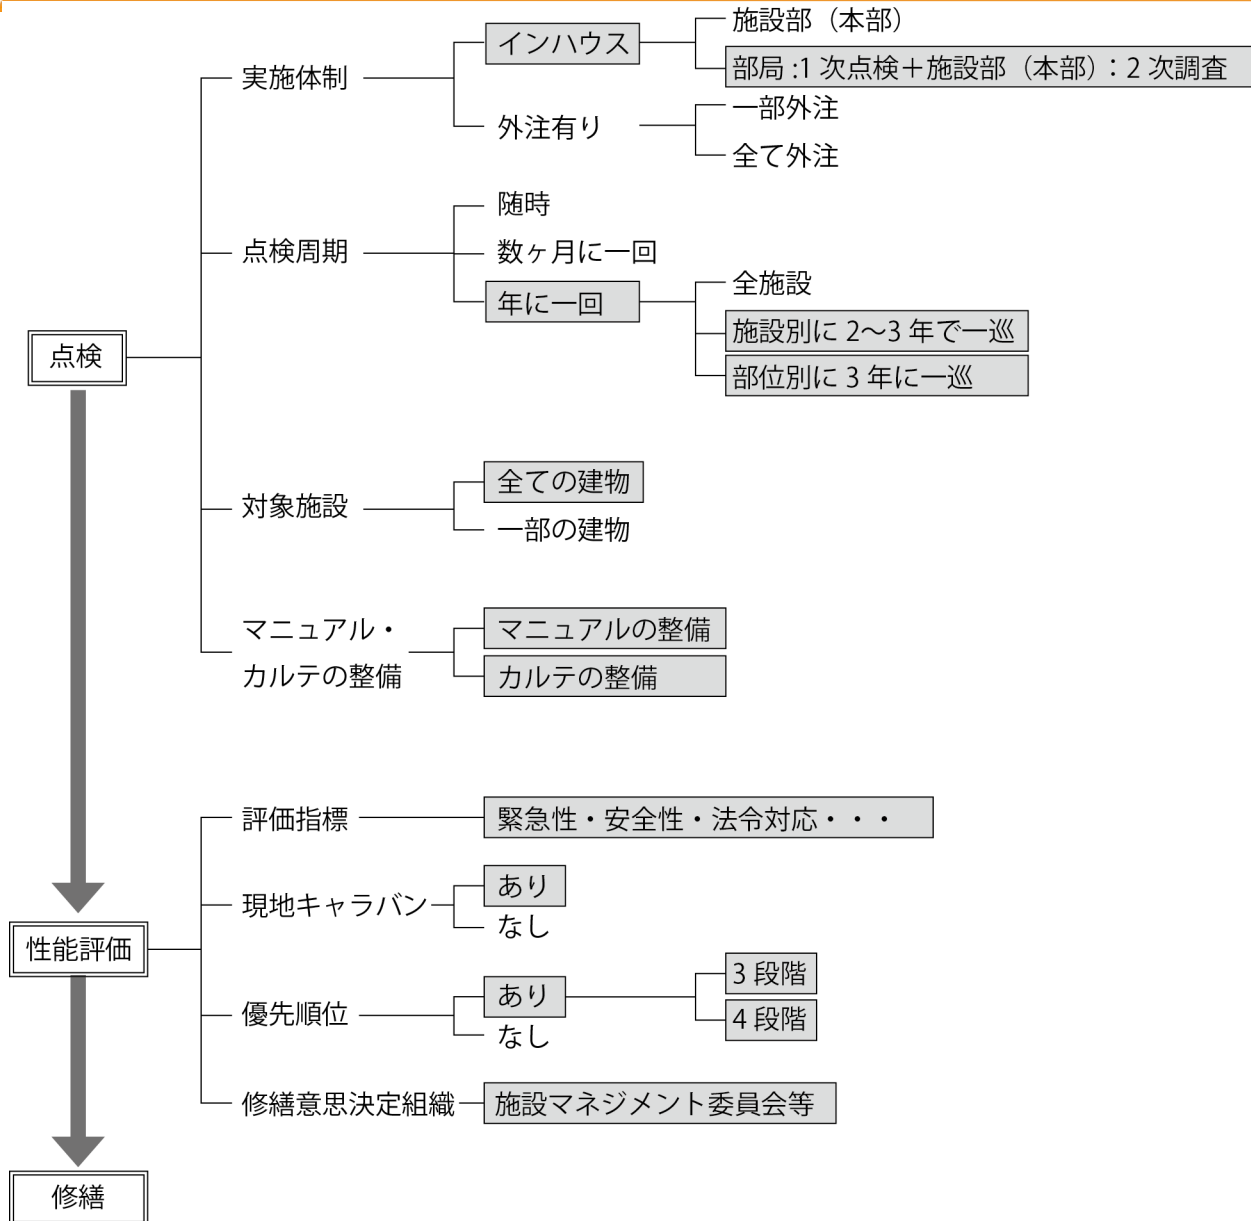 点検
実施体制
インハウス
施設部（本部）
部局:1次点検＋施設部（本部）：2次調査
外注有り
一部外注
全て外注
点検周期
随時
数ヶ月に一回
年に一回
全施設
施設別に2～3年で一巡
部位別に3年に一巡
対象施設
全ての建物
一部の建物
マニュアル・
カルテの整備
マニュアルの整備
カルテの整備
性能評価
評価指標
緊急性・安全性・法令対応・・・
現地キャラバン
あり
なし
優先順位
あり
3段階
4段階
なし
修繕意思決定組織
施設マネジメント委員会等
修繕